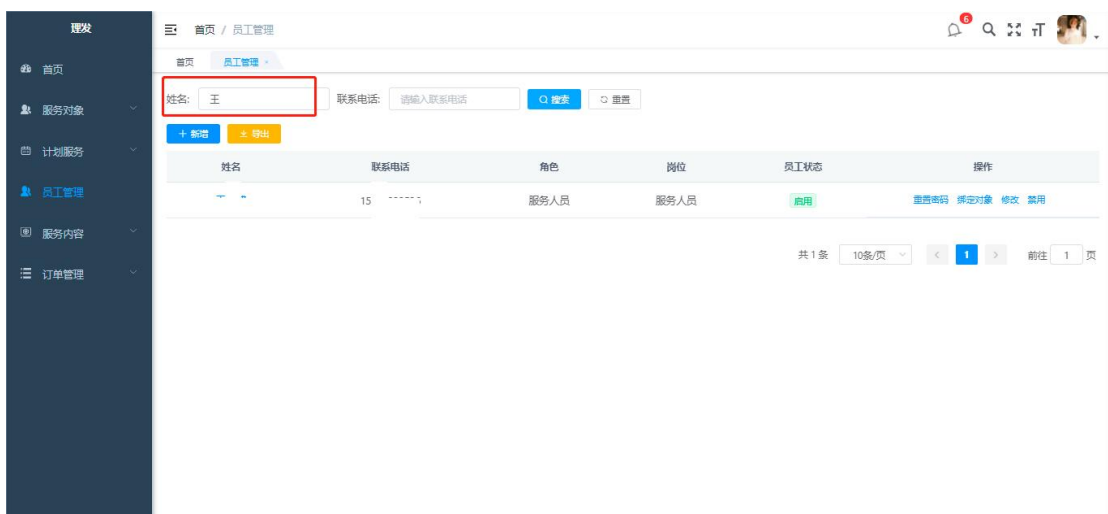 理发
首页 / 员工管理
6
首页
员工管理 ×
首页
服务对象
计划服务
员工管理
服务内容
订单管理
姓名: 王
联系电话: 请输入联系电话
搜索
重置
+ 新增
导出
姓名 联系电话 角色 岗位 员工状态 操作
15 服务人员 服务人员 启用 重置密码 绑定对象 修改 禁用
共 1 条 10条/页 < 1 > 前往 1 页